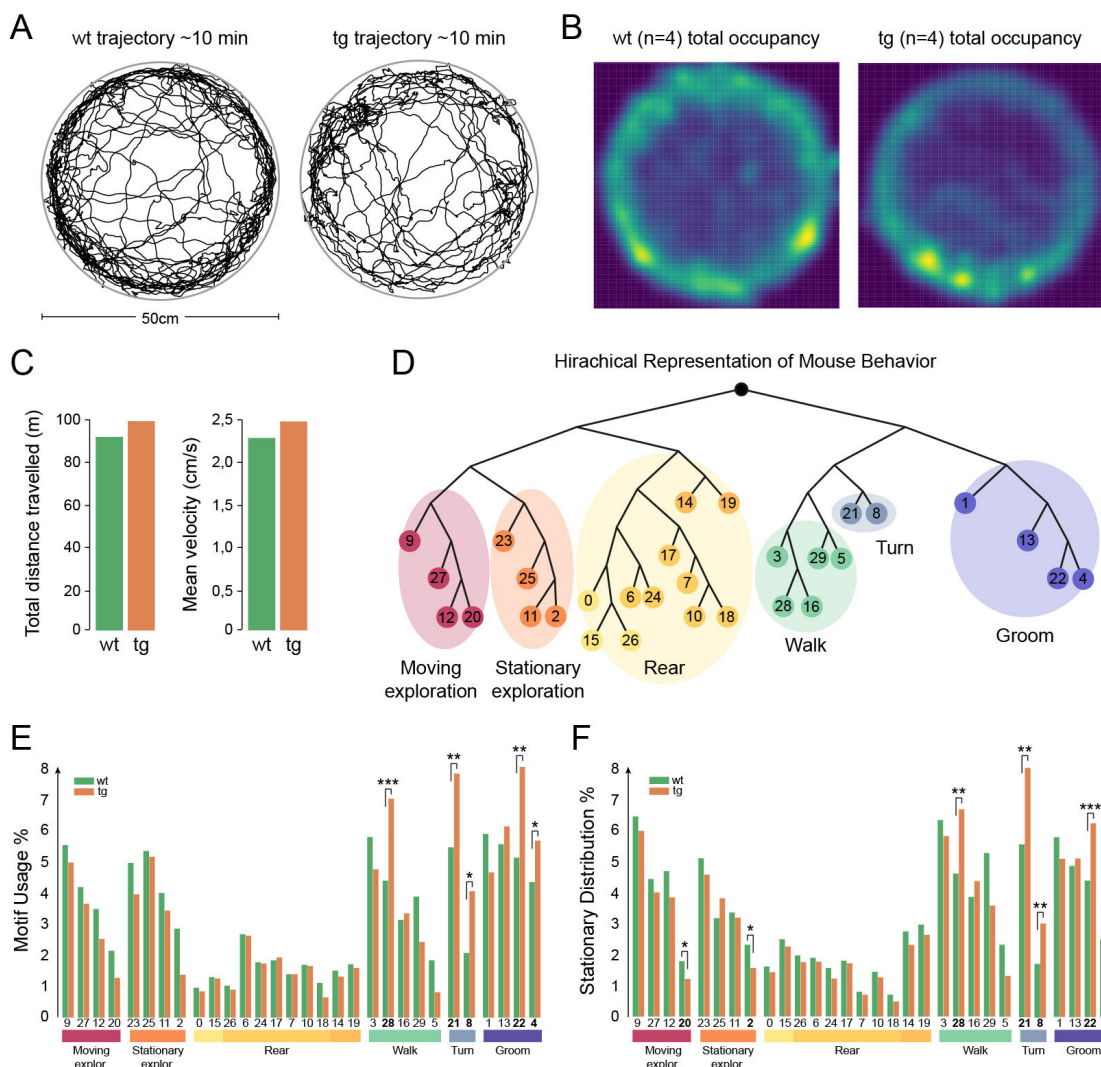 A
wt trajectory ~10 min
tg trajectory ~10 min
50cm
B
wt (n=4) total occupancy
tg (n=4) total occupancy
C
Total distance travelled (m)
100
80
60
40
20
0
wt tg
Mean velocity (cm/s)
2,5
2,0
1,5
1,0
0,5
0
wt tg
D
Hirachical Representation of Mouse Behavior
14 19
1
21 8
9 23 13
17 3 29 5
Turn
27 25 7 22 4
0 6 24
28 16
12 20 11 2 10 18
15 26
Walk
Groom
Moving
exploration
Stationary
exploration
Rear
E
Motif Usage %
8
7
6
5
4
3
2
1
0
wt
tg
*** ** * ** *
9 27 12 20 23 25 11 2 0 15 26 6 24 17 7 10 18 14 19 3 28 16 29 5 21 8 1 13 22 4
Moving
explor
Stationary
explor
Rear
Walk
Turn
Groom
F
Stationary Distribution %
8
7
6
5
4
3
2
1
0
wt
tg
* * ** ** ** ***
9 27 12 20 23 25 11 2 0 15 26 6 24 17 7 10 18 14 19 3 28 16 29 5 21 8 1 13 22
Moving
explor
Stationary
explor
Rear
Walk
Turn
Groom